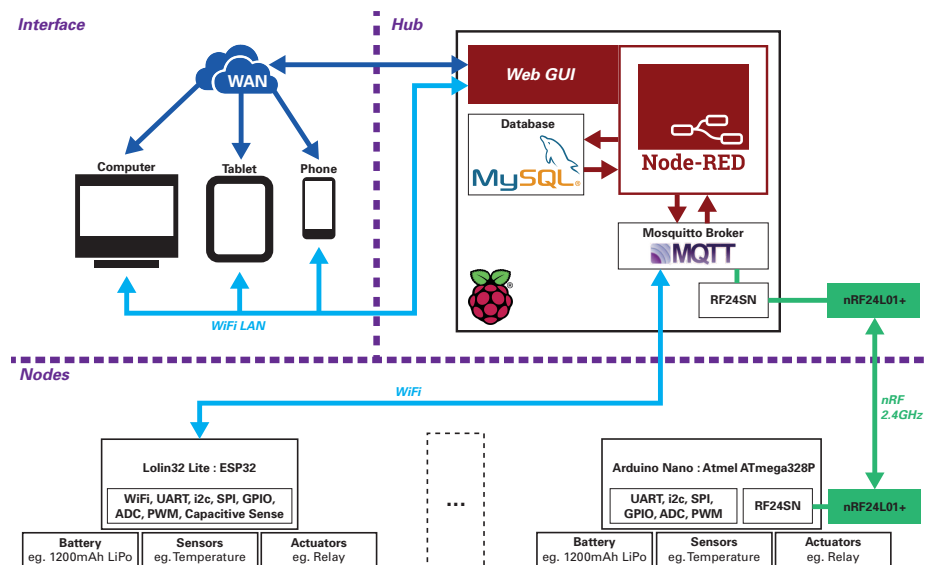 Interface
Hub
WAN
Web GUI
Computer
Tablet
Phone
Database
MySQL®
Node-RED
Mosquitto Broker
MQTT
RF24SN
nRF24L01+
®
WiFi LAN
Nodes
WiFi
nRF
2.4GHz
Lolin32 Lite : ESP32
WiFi, UART, i2c, SPI, GPIO,
ADC, PWM, Capacitive Sense
Battery
eg. 1200mAh LiPo
Sensors
eg. Temperature
Actuators
eg. Relay
...
Arduino Nano : Atmel ATmega328P
UART, i2c, SPI,
GPIO, ADC, PWM
RF24SN
nRF24L01+
Battery
eg. 1200mAh LiPo
Sensors
eg. Temperature
Actuators
eg. Relay